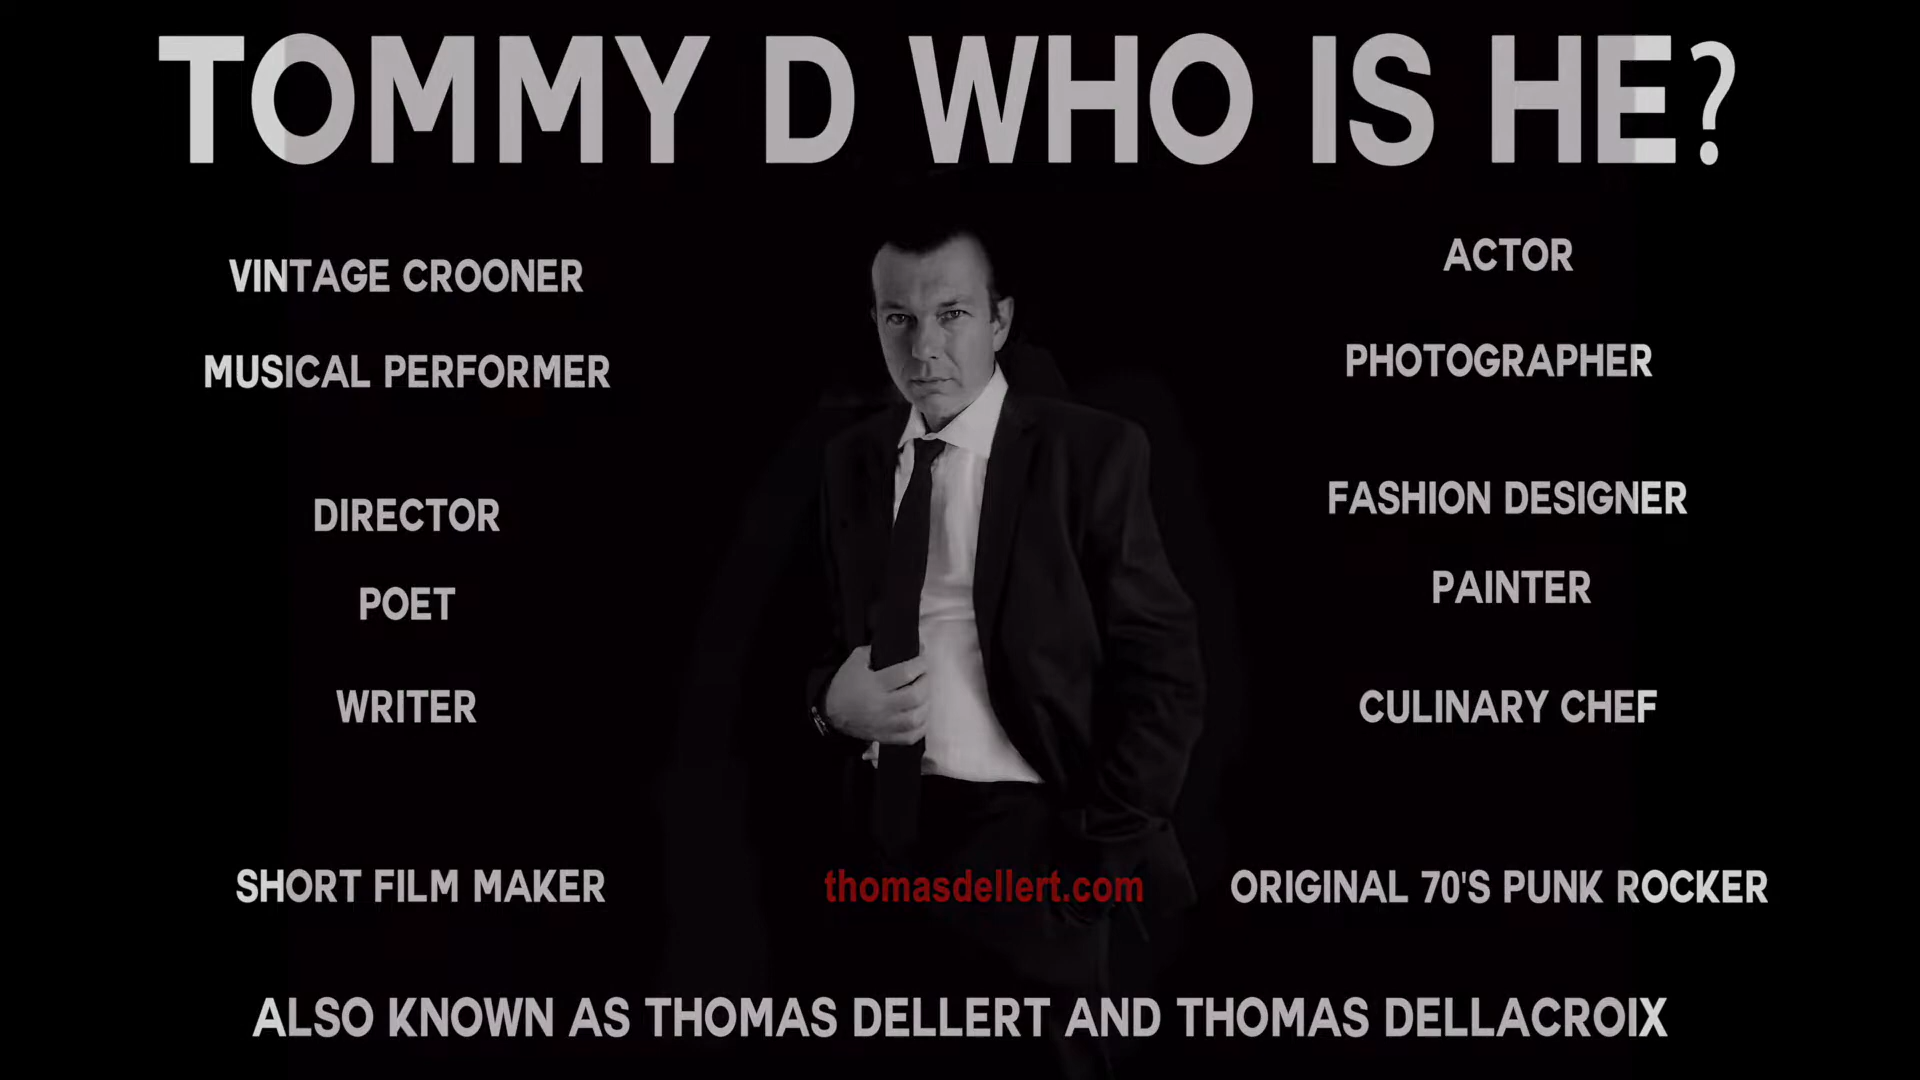 TOMMY D WHO IS HE?
VINTAGE CROONER
MUSICAL PERFORMER
DIRECTOR
POET
WRITER
SHORT FILM MAKER
ACTOR
PHOTOGRAPHER
FASHION DESIGNER
PAINTER
CULINARY CHEF
thomasdellert.com
ORIGINAL 70'S PUNK ROCKER
ALSO KNOWN AS THOMAS DELLERT AND THOMAS DELLACROIX